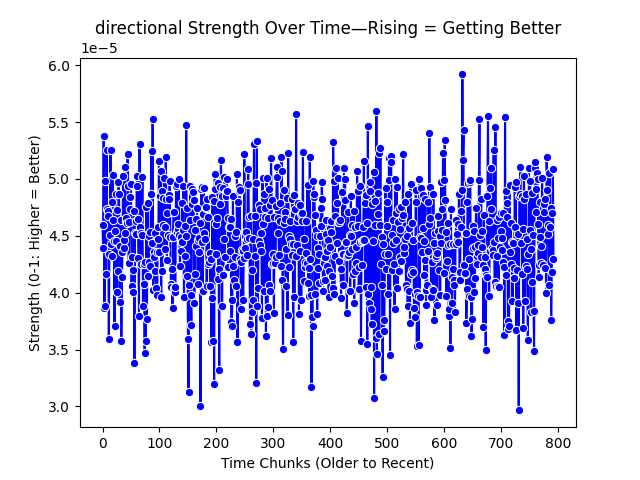 directional Strength Over Time—Rising = Getting Better
1e−5
6.0
5.5
5.0
4.5
4.0
3.5
3.0
Strength (0-1: Higher = Better)
0 100 200 300 400 500 600 700 800
Time Chunks (Older to Recent)